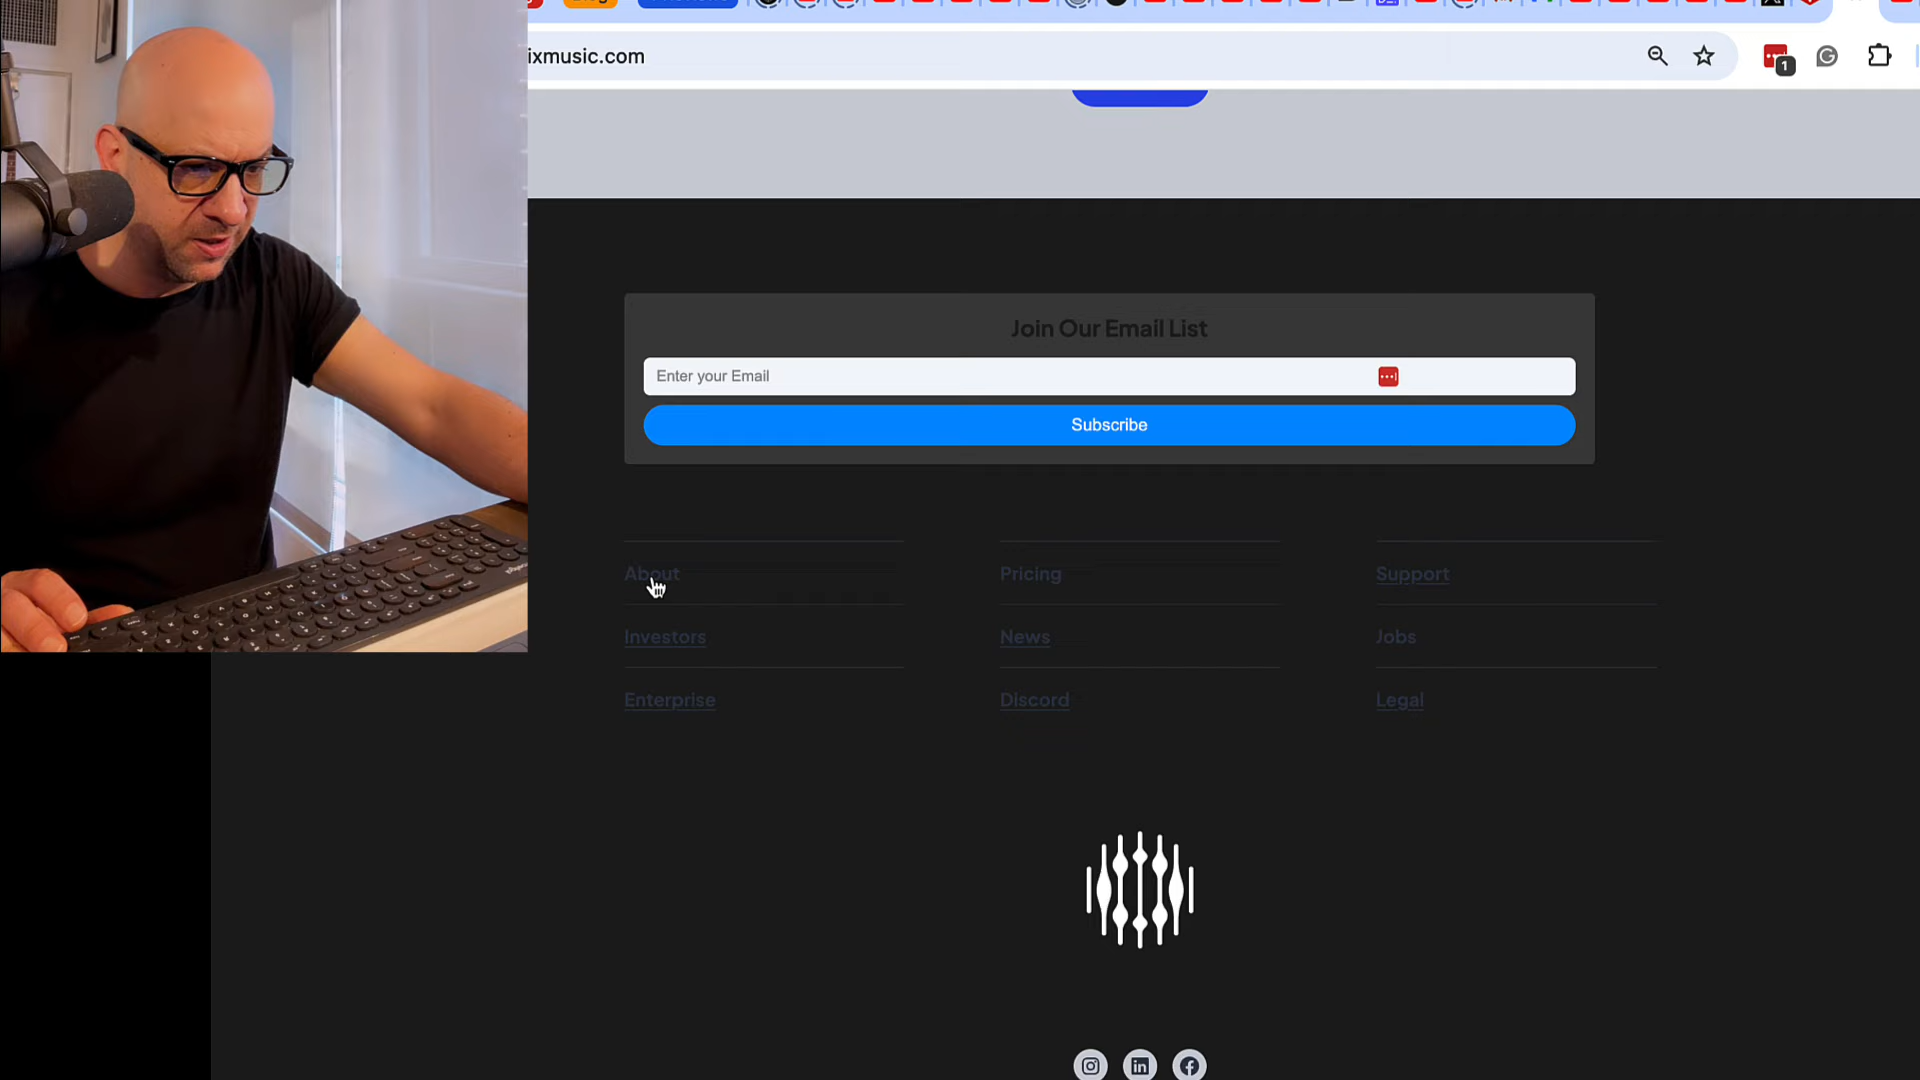 ixmusic.com
1
Join Our Email List
Enter your Email
Subscribe
About
Pricing
Support
Investors
News
Jobs
Enterprise
Discord
Legal